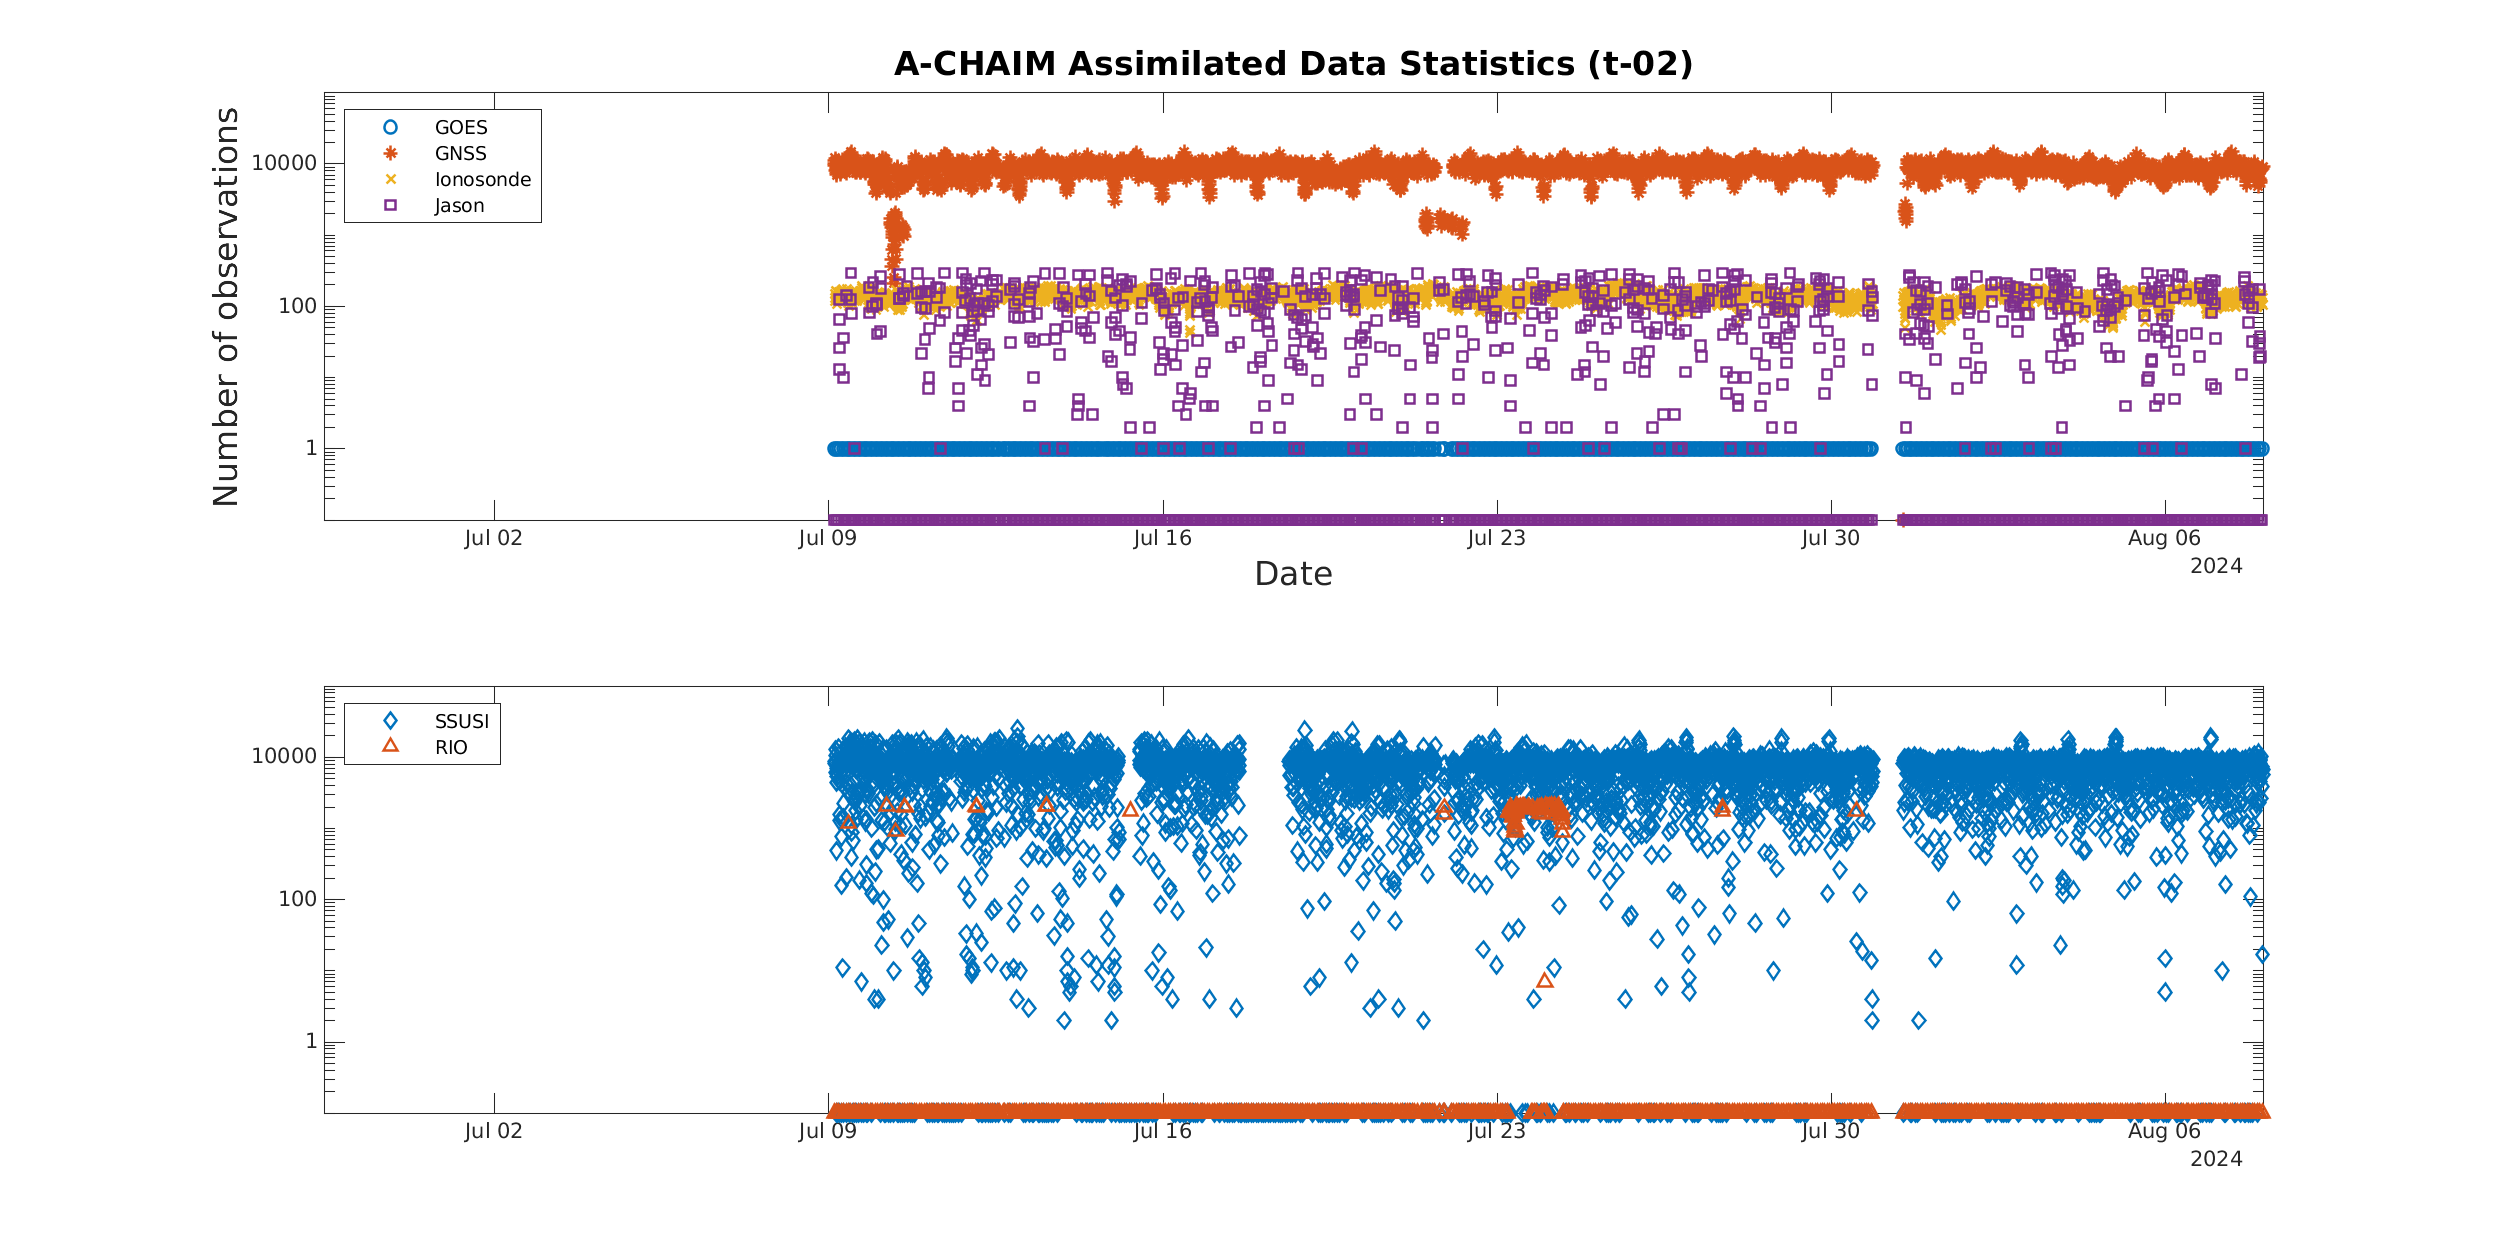 A-CHAIM Assimilated Data Statistics (t-02)
Number of observations
10000
100
1
GOES
GNSS
Ionosonde
Jason
Jul 02
Jul 09
Jul 16
Jul 23
Jul 30
Aug 06
2024
Date
10000
100
1
SSUSI
RIO
Jul 02
Jul 09
Jul 16
Jul 23
Jul 30
Aug 06
2024